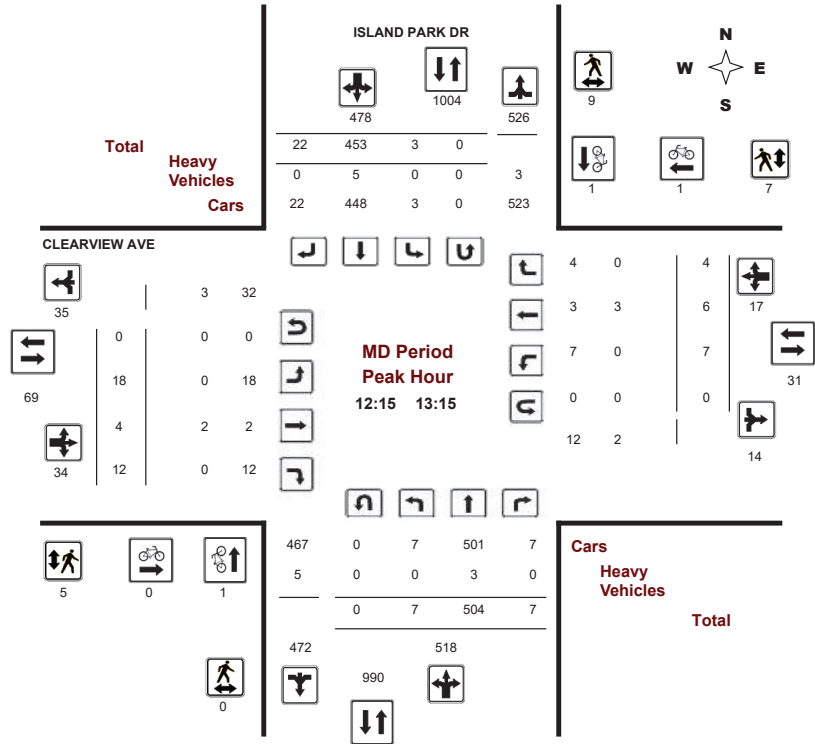 ISLAND PARK DR
N
W E
S
1004
478
526
9
Total
22 453 3 0
Heavy
Vehicles
0 5 0 0 3
Cars
22 448 3 0 523
1 1 7
CLEARVIEW AVE
35
3 32
4 0 4
17
0 0 0
3 3 6
69
MD Period
Peak Hour
12:15 13:15
31
18 0 18
7 0 7
4 2 2
0 0 0
34
12 0 12
12 2
14
467 0 7 501 7
Cars
5 0 0 3 0
Heavy
Vehicles
5 0 1
0 7 504 7
Total
472 518
990
0